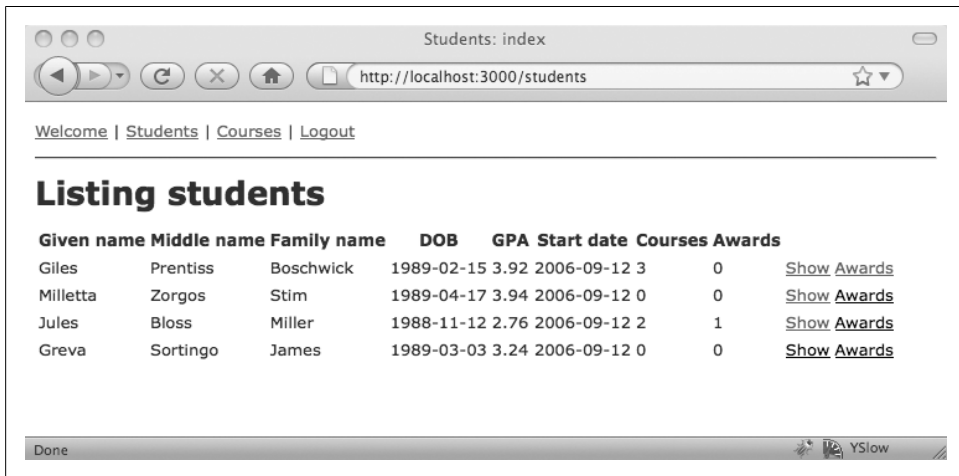 Students: index
http://localhost:3000/students
Welcome | Students | Courses | Logout
Listing students
Given name Middle name Family name DOB GPA Start date Courses Awards
Giles Prentiss Boschwick 1989-02-15 3.92 2006-09-12 3 0 Show Awards
Milletta Zorgos Stim 1989-04-17 3.94 2006-09-12 0 0 Show Awards
Jules Bloss Miller 1988-11-12 2.76 2006-09-12 2 1 Show Awards
Greva Sortingo James 1989-03-03 3.24 2006-09-12 0 0 Show Awards
Done YSlow